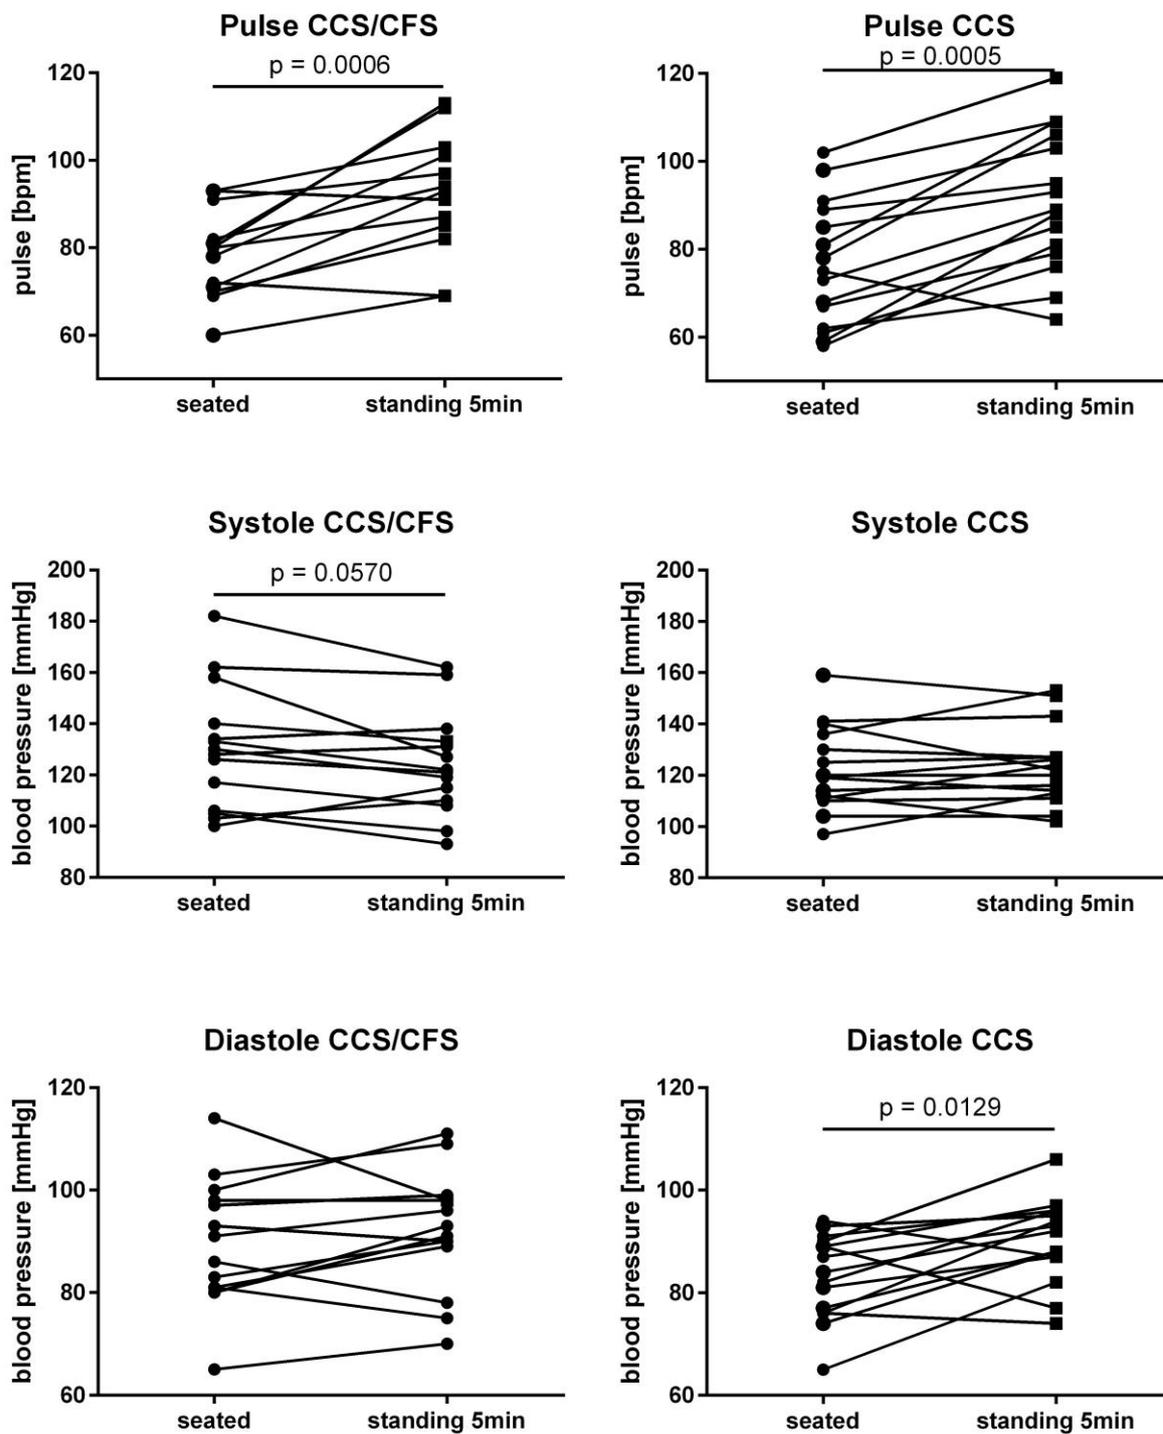 Pulse CCS/CFS
p = 0.0006
pulse [bpm]
120
100
80
60
seated
standing 5min
Pulse CCS
p = 0.0005
pulse [bpm]
120
100
80
60
seated
standing 5min
Systole CCS/CFS
p = 0.0570
blood pressure [mmHg]
200
180
160
140
120
100
80
seated
standing 5min
Systole CCS
blood pressure [mmHg]
200
180
160
140
120
100
80
seated
standing 5min
Diastole CCS/CFS
blood pressure [mmHg]
120
100
80
60
seated
standing 5min
Diastole CCS
p = 0.0129
blood pressure [mmHg]
120
100
80
60
seated
standing 5min